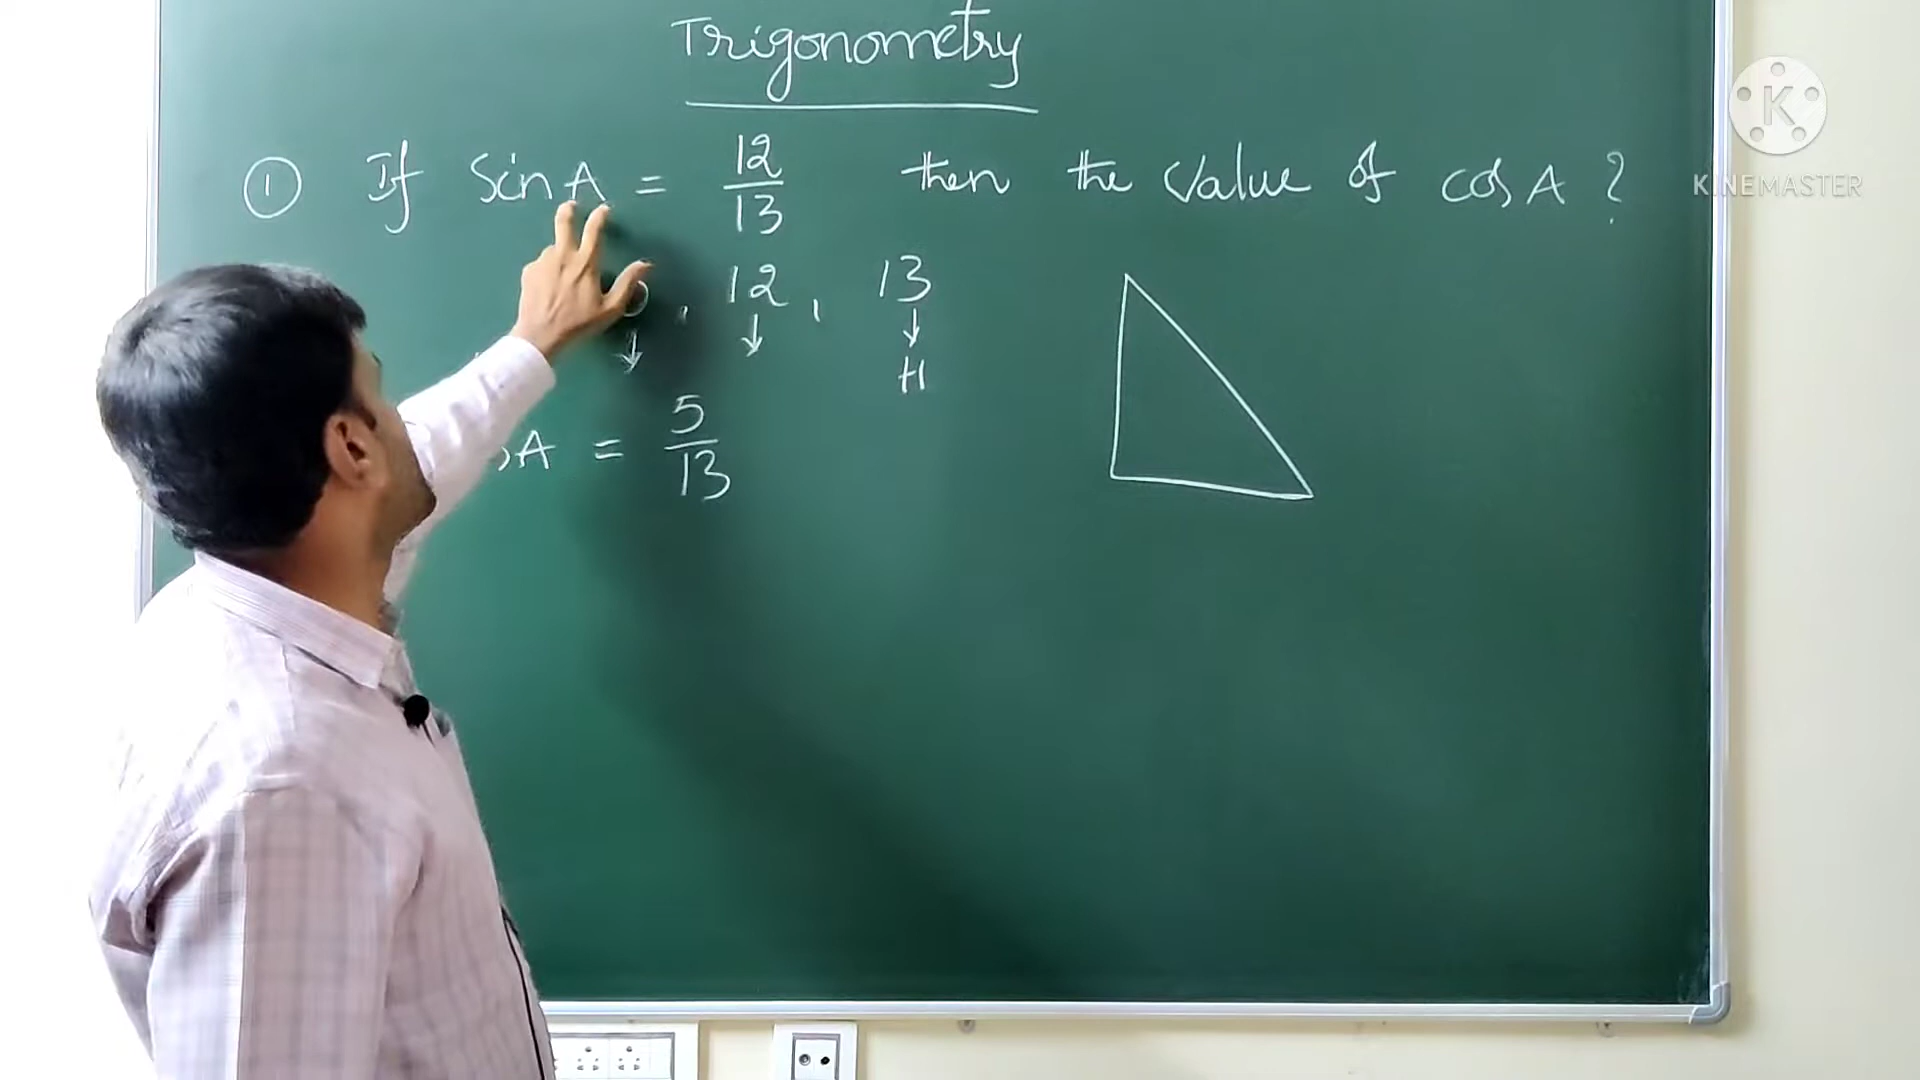 Trigonometry
① If Sin A = 12/13 then the value of cos A ?
, 12 , 13
↓ ↓ ↓
H
A = 5/13
K
KINEMASTER